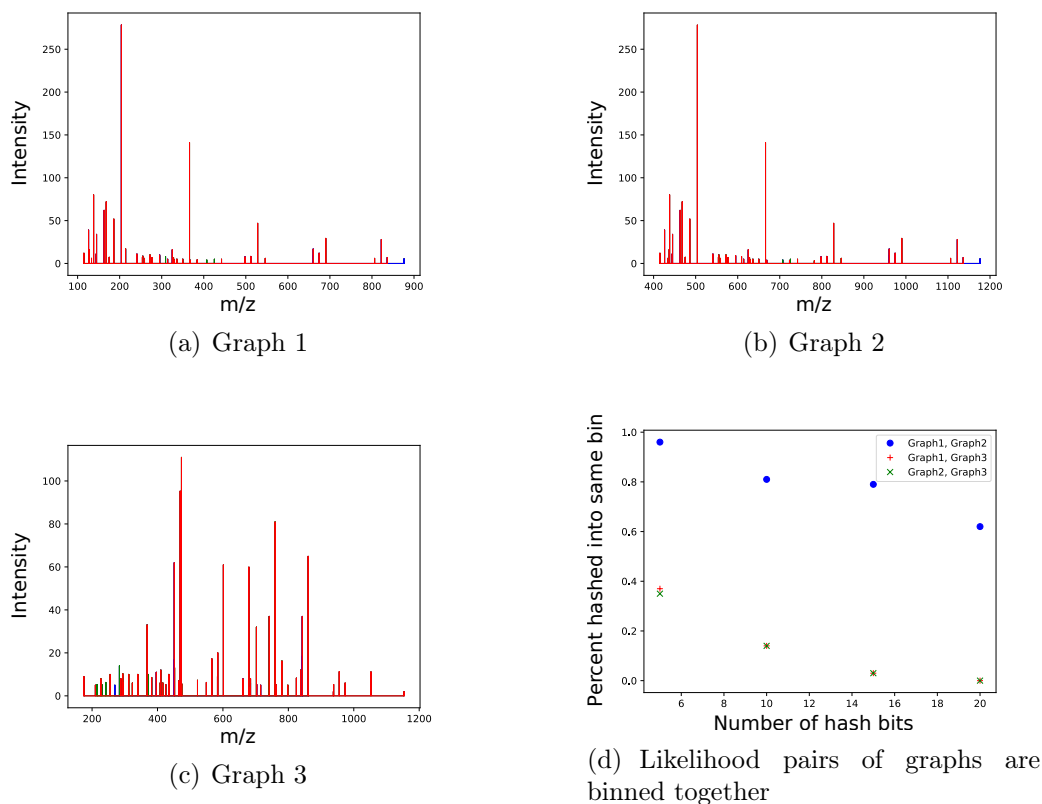 250
200
150
100
50
0
Intensity
100 200 300 400 500 600 700 800 900
m/z
(a) Graph 1
250
200
150
100
50
0
Intensity
400 500 600 700 800 900 1000 1100 1200
m/z
(b) Graph 2
100
80
60
40
20
0
Intensity
200 400 600 800 1000 1200
m/z
(c) Graph 3
1.0
0.8
0.6
0.4
0.2
0.0
Percent hashed into same bin
Graph1, Graph2
Graph1, Graph3
Graph2, Graph3
6 8 10 12 14 16 18 20
Number of hash bits
(d) Likelihood pairs of graphs are
binned together